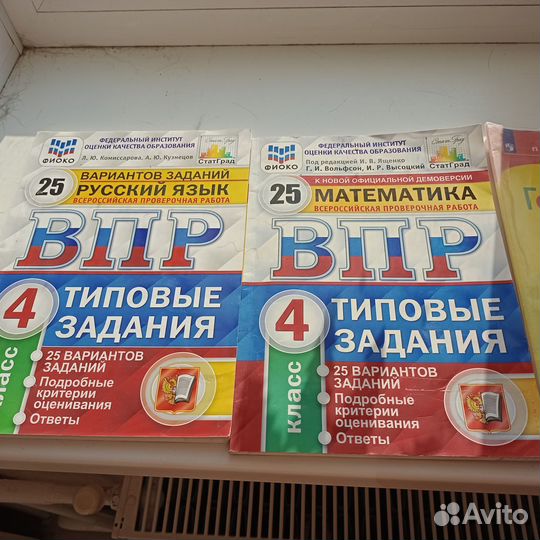 ФИОКО
ФЕДЕРАЛЬНЫЙ ИНСТИТУТ
ОЦЕНКИ КАЧЕСТВА ОБРАЗОВАНИЯ
Л. Ю. Комиссарова, А. Ю. Кузнецов
СтатГрад
25
ВАРИАНТОВ ЗАДАНИЙ
РУССКИЙ ЯЗЫК
ВСЕРОССИЙСКАЯ ПРОВЕРОЧНАЯ РАБОТА
ВПР
4
класс
ТИПОВЫЕ
ЗАДАНИЯ
25 ВАРИАНТОВ
ЗАДАНИЙ
Подробные
критерии
оценивания
Ответы
ФИОКО
ФЕДЕРАЛЬНЫЙ ИНСТИТУТ
ОЦЕНКИ КАЧЕСТВА ОБРАЗОВАНИЯ
Под редакцией И. В. Ященко
Г. И. Вольфсон, И. Р. Высоцкий
СтатГрад
25
К НОВОЙ ОФИЦИАЛЬНОЙ ДЕМОВЕРСИИ
МАТЕМАТИКА
ВСЕРОССИЙСКАЯ ПРОВЕРОЧНАЯ РАБОТА
ВПР
4
класс
ТИПОВЫЕ
ЗАДАНИЯ
25 ВАРИАНТОВ
ЗАДАНИЙ
Подробные
критерии
оценивания
Ответы
Avito